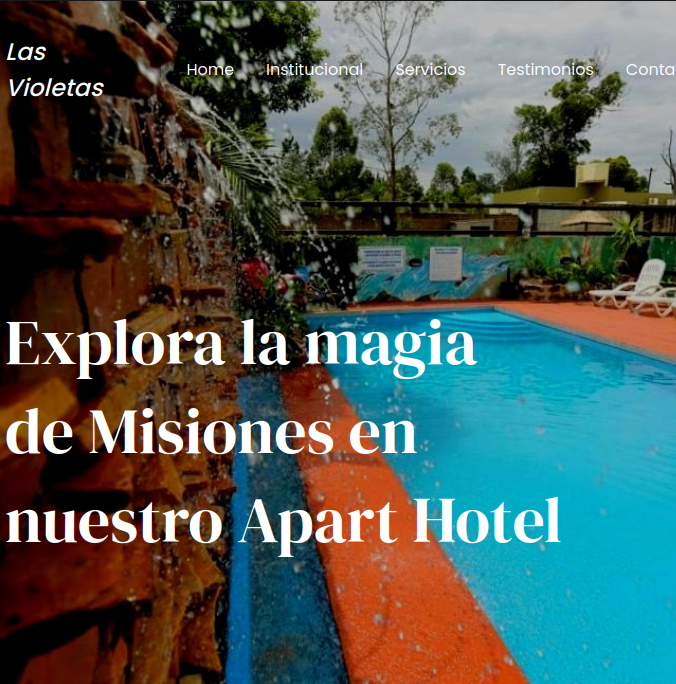 Las
Violetas
Home Institucional Servicios Testimonios Conta
Explora la magia
de Misiones en
nuestro Apart Hotel